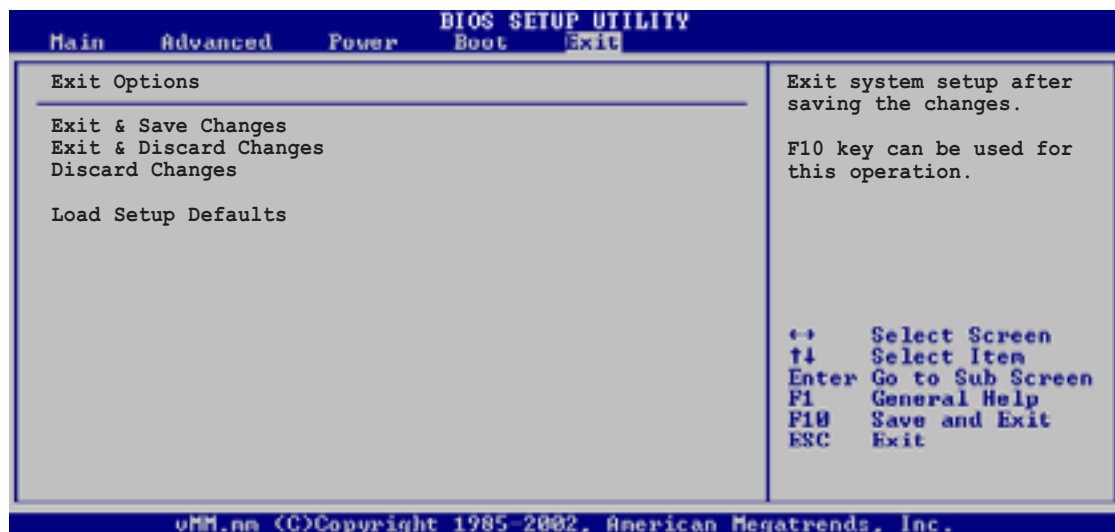 BIOS SETUP UTILITY
Main Advanced Power Boot Exit
Exit Options
Exit & Save Changes
Exit & Discard Changes
Discard Changes
Load Setup Defaults
Exit system setup after
saving the changes.
F10 key can be used for
this operation.
←→ Select Screen
↑↓ Select Item
Enter Go to Sub Screen
F1 General Help
F10 Save and Exit
ESC Exit
vMM.nn (C)Copyright 1985-2002, American Megatrends, Inc.